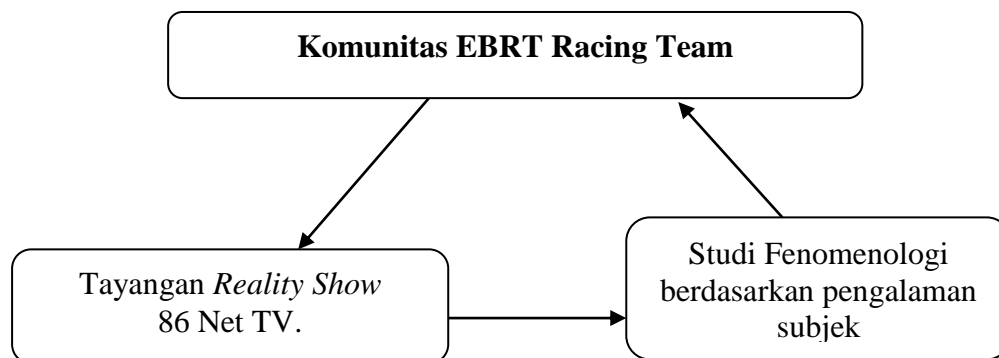 Komunitas EBRT Racing Team
Tayangan Reality Show
86 Net TV.
Studi Fenomenologi
berdasarkan pengalaman
subjek